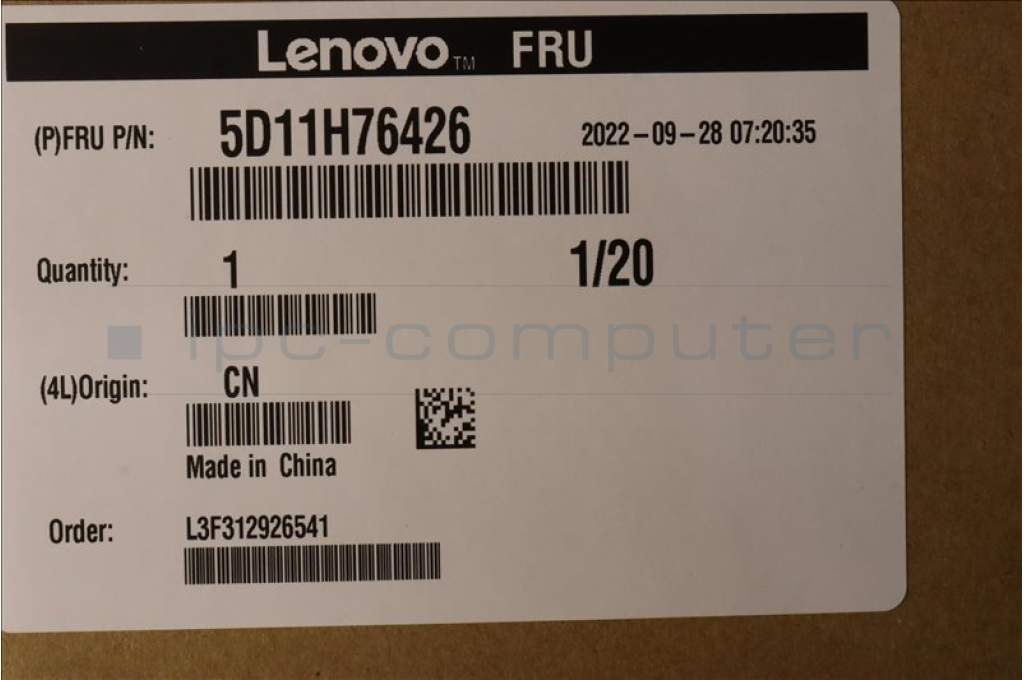 Lenovo™ FRU
(P)FRU P/N: 5D11H76426 2022-09-28 07:20:35
Quantity: 1 1/20
ipc-computer
(4L)Origin: CN
Made in China
Order: L3F312926541